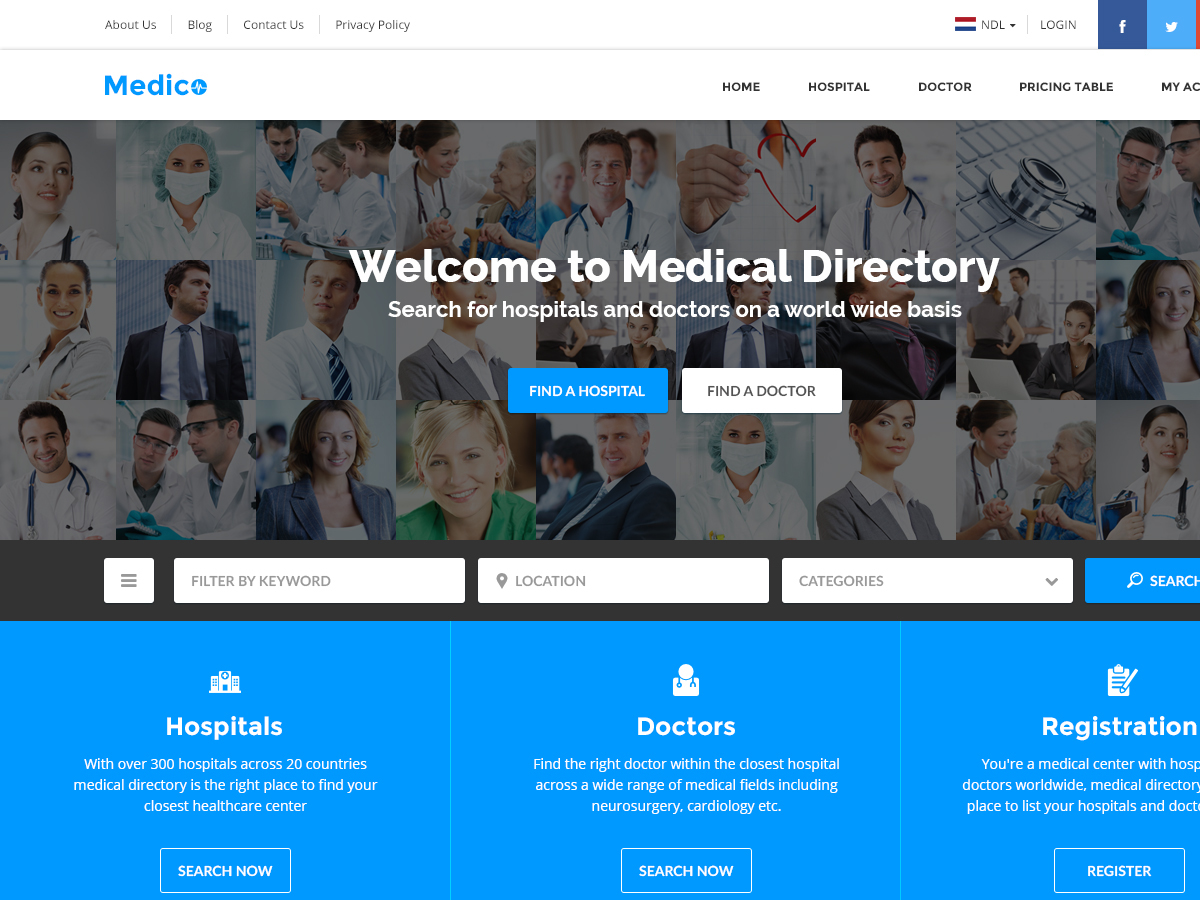 About Us
Blog
Contact Us
Privacy Policy
NDL
LOGIN
Medico
HOME
HOSPITAL
DOCTOR
PRICING TABLE
MY AC
Welcome to Medical Directory
Search for hospitals and doctors on a world wide basis
FIND A HOSPITAL
FIND A DOCTOR
FILTER BY KEYWORD
LOCATION
CATEGORIES
SEARCH
Hospitals
With over 300 hospitals across 20 countries
medical directory is the right place to find your
closest healthcare center
SEARCH NOW
Doctors
Find the right doctor within the closest hospital
across a wide range of medical fields including
neurosurgery, cardiology etc.
SEARCH NOW
Registration
You're a medical center with hosp
doctors worldwide, medical directory
place to list your hospitals and docto
REGISTER